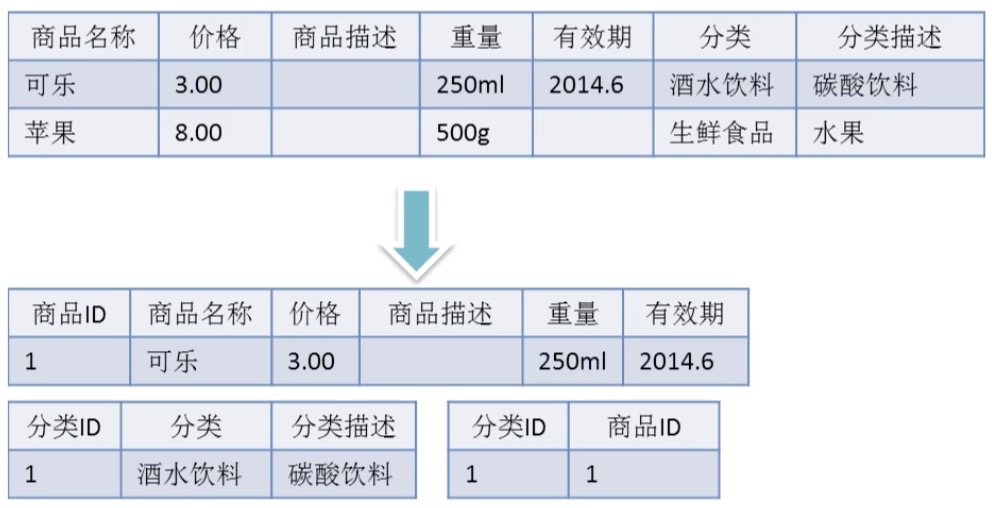 商品名称 价格 商品描述 重量 有效期 分类 分类描述
可乐 3.00 250ml 2014.6 酒水饮料 碳酸饮料
苹果 8.00 500g 生鲜食品 水果
商品ID 商品名称 价格 商品描述 重量 有效期
1 可乐 3.00 250ml 2014.6
分类ID 分类 分类描述
1 酒水饮料 碳酸饮料
分类ID 商品ID
1 1